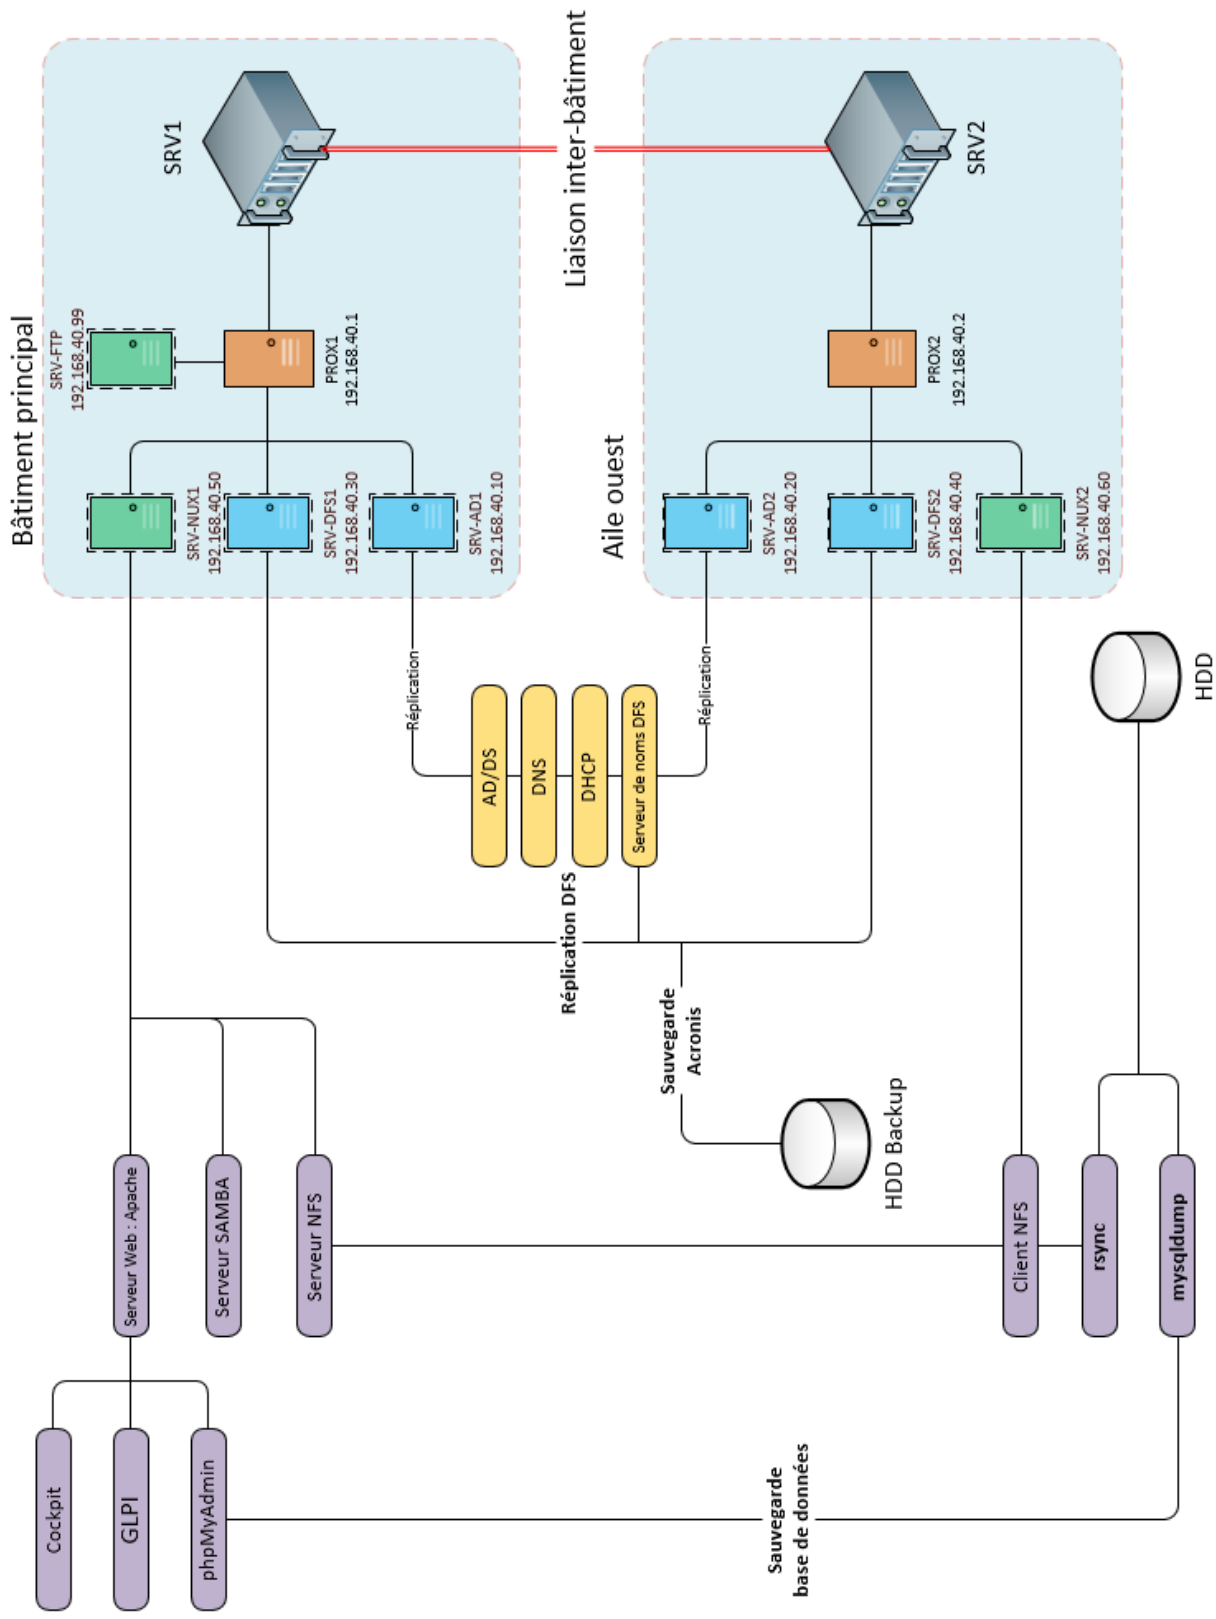 Bâtiment principal
SRV1
SRV-FTP
192.168.40.99
PROX1
192.168.40.1
SRV-NUX1
192.168.40.50
SRV-DFS1
192.168.40.30
SRV-AD1
192.168.40.10
Liaison inter-bâtiment
Aile ouest
SRV2
PROX2
192.168.40.2
SRV-AD2
192.168.40.20
SRV-DFS2
192.168.40.40
SRV-NUX2
192.168.40.60
Réplication
AD/DS
DNS
DHCP
Serveur de noms DFS
Réplication
Réplication DFS
Sauvegarde
Acronis
HDD Backup
HDD
Serveur Web : Apache
Serveur SAMBA
Serveur NFS
Client NFS
rsync
mysqldump
Cockpit
GLPI
phpMyAdmin
Sauvegarde
base de données